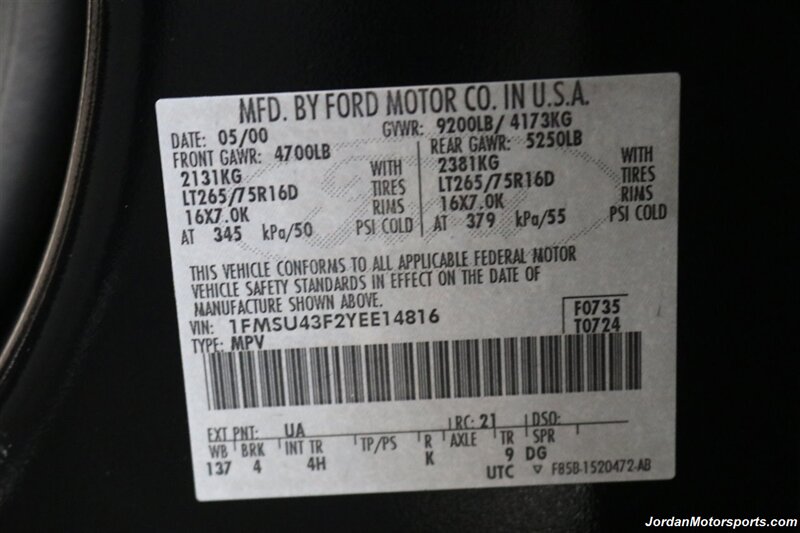 MFD. BY FORD MOTOR CO. IN U.S.A.
DATE: 05/00 GVWR: 9200LB/ 4173KG
FRONT GAWR: 4700LB REAR GAWR: 5250LB
2131KG WITH 2381KG WITH
LT265/75R16D TIRES LT265/75R16D TIRES
16X7.0K RIMS 16X7.0K RIMS
AT 345 kPa/50 PSI COLD AT 379 kPa/55 PSI COLD
THIS VEHICLE CONFORMS TO ALL APPLICABLE FEDERAL MOTOR
VEHICLE SAFETY STANDARDS IN EFFECT ON THE DATE OF
MANUFACTURE SHOWN ABOVE.
VIN: 1FMSU43F2YEE14816 F0735
TYPE: MPV T0724
EXT PNT: UA RC: 21 DSO:
WB BRK INT TR TP/PS R AXLE TR SPR
137 4 4H K 9 DG
UTC F85B-1520472-AB
JordanMotorsports.com